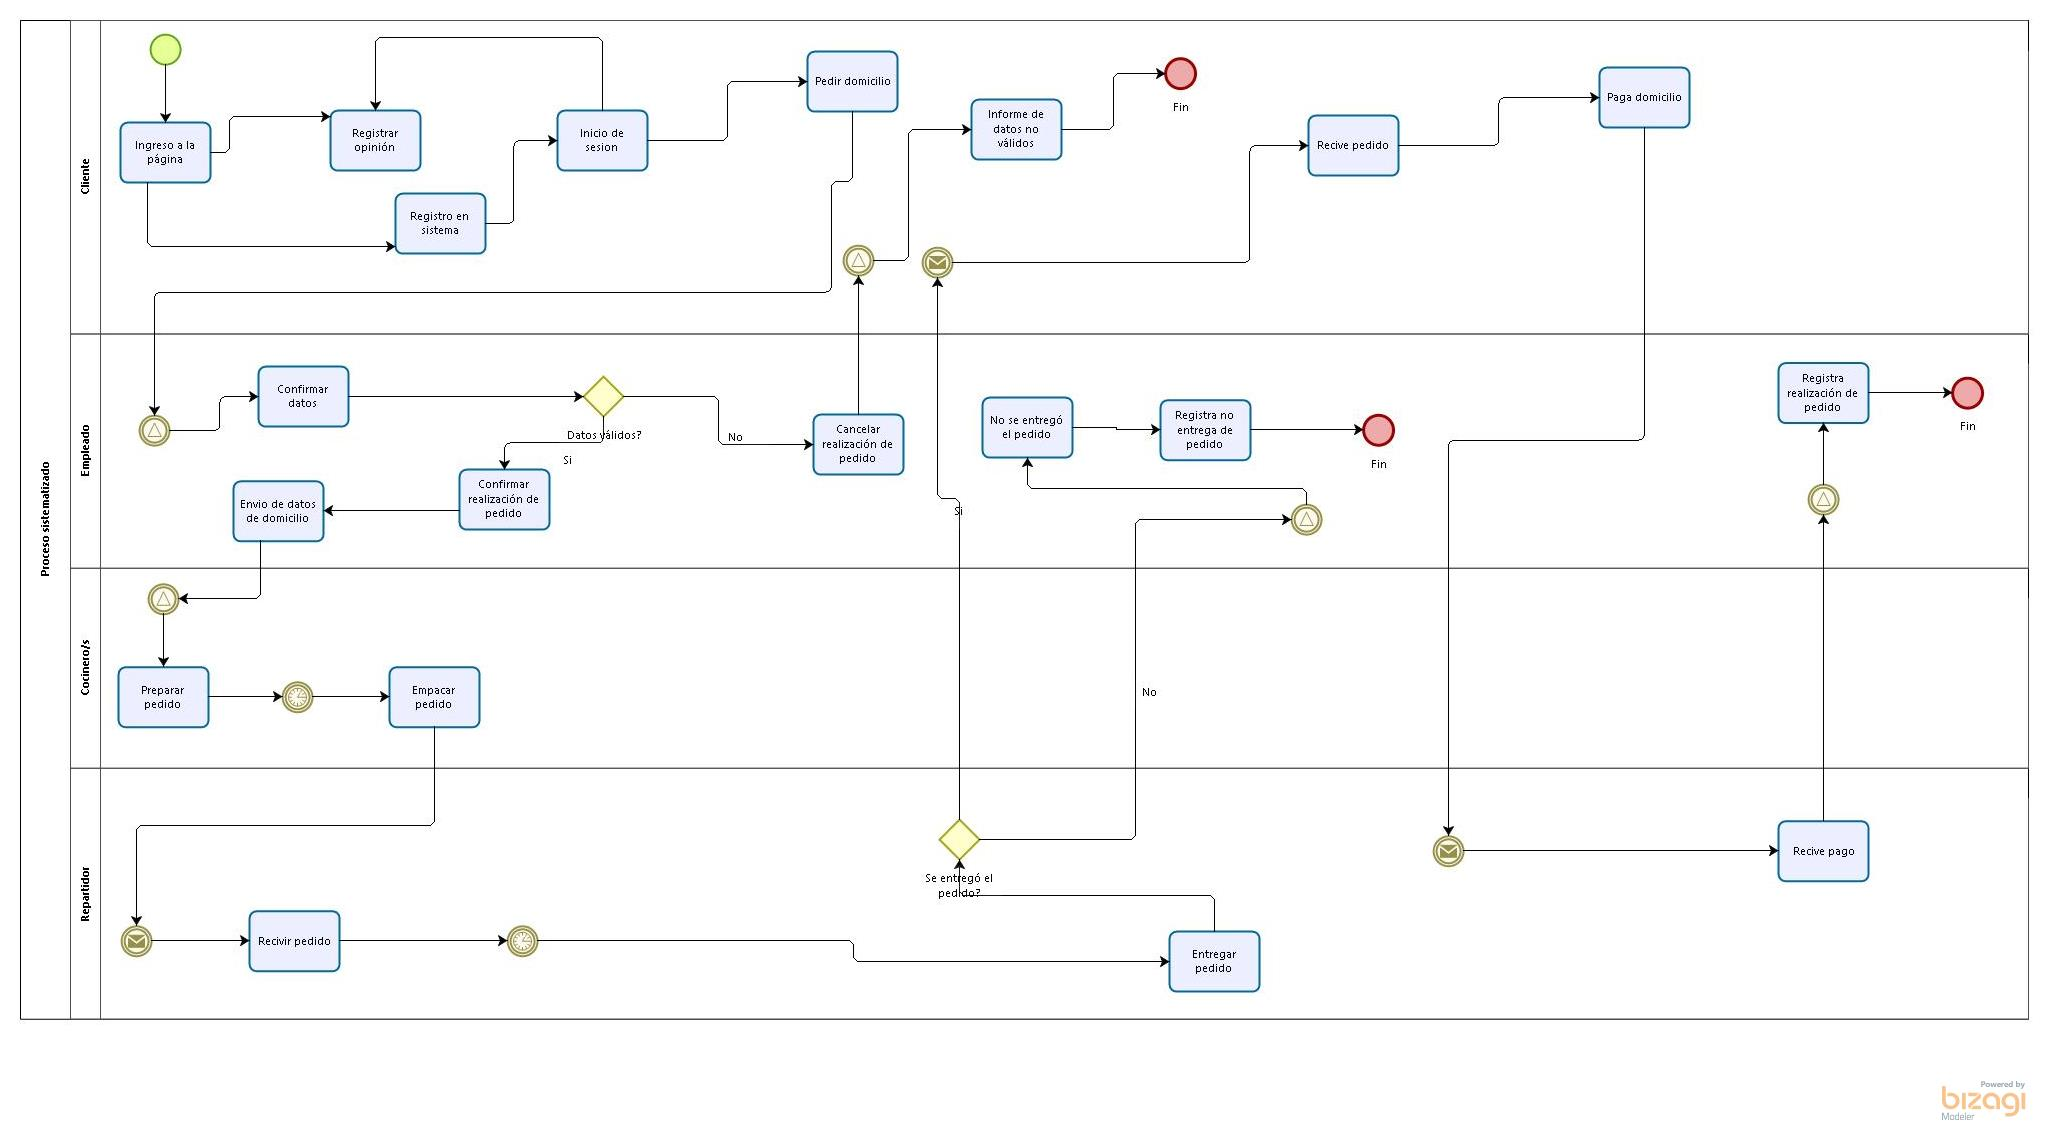 Proceso sistematizado
Cliente
Ingreso a la
página
Registrar
opinión
Registro en
sistema
Inicio de
sesion
Pedir domicilio
Informe de
datos no
válidos
Fin
Recive pedido
Paga domicilio
Empleado
Confirmar
datos
Datos válidos?
No
Si
Cancelar
realización de
pedido
Confirmar
realización de
pedido
Envio de datos
de domicilio
No se entregó
el pedido
Registra no
entrega de
pedido
Fin
Si
Registra
realización de
pedido
Fin
Cocinero/s
Preparar
pedido
Empacar
pedido
No
Repartidor
Recivir pedido
Se entregó el
pedido?
Entregar
pedido
Recive pago
Powered by
bizagi
Modeler